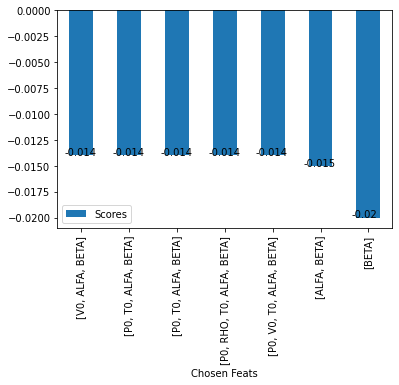 0.0000
−0.0025
−0.0050
−0.0075
−0.0100
−0.0125
−0.0150
−0.0175
−0.0200
-0.014
-0.014
-0.014
-0.014
-0.014
-0.015
-0.02
Scores
[V0, ALFA, BETA]
[P0, T0, ALFA, BETA]
[P0, T0, ALFA, BETA]
[P0, RHO, T0, ALFA, BETA]
[P0, V0, T0, ALFA, BETA]
[ALFA, BETA]
[BETA]
Chosen Feats